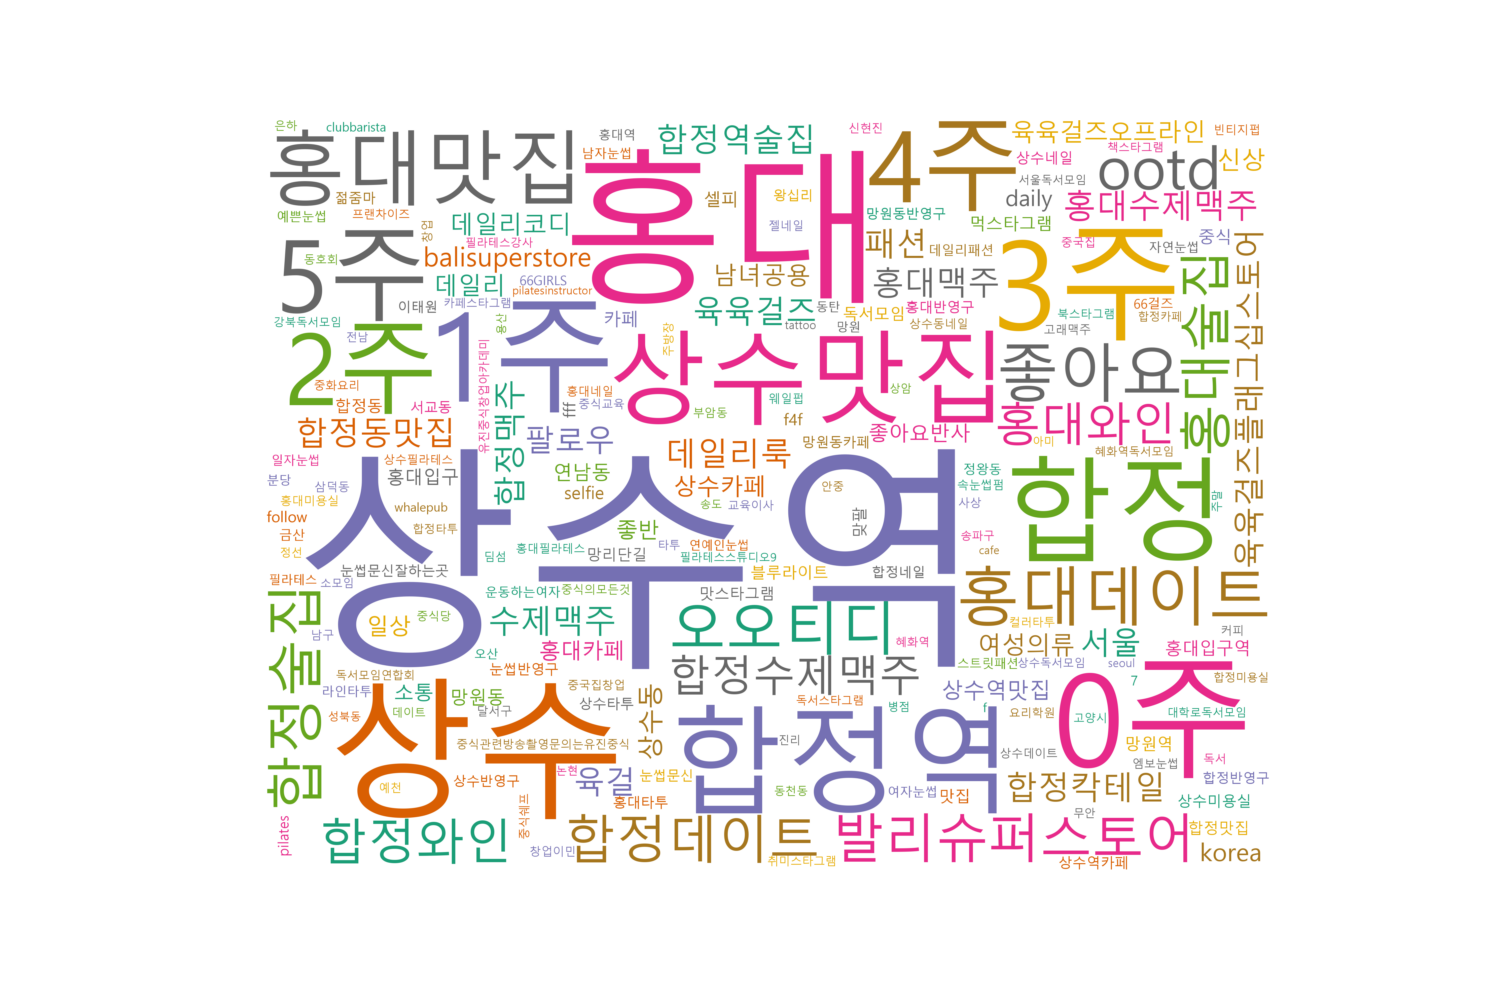 은하
clubbarista
홍대역
합정역술집
신현진
4주
육육걸즈오프라인
빈티지펍
홍대맛집
남자눈썹
홍대
상수네일
책스타그램
ootd
신상
서울독서모임
젊줌마
셀피
왕십리
daily
홍대수제맥주
예쁜눈썹
프랜차이즈
데일리코디
창업
필라테스강사
젤네일
망원동반영구
먹스타그램
패션
데일리패션
중국집
자연눈썹
중식
5주
동호회
balisuperstore
남녀공용
홍대맥주
3주
홍대술집
육육걸즈플래그십스토어
데일리
66GIRLS
pilatesinstructor
이태원
카페스타그램
육육걸즈
동탄
독서모임
홍대반영구
66걸즈
북스타그램
합정카페
강북독서모임
용산
카페
tattoo
망원
상수동네일
고래맥주
전남
2주
1주
유진중식창업아카데미
주방장
상수맛집
좋아요
중화요리
합정맥주
홍대네일
중식교육
웨일펍
상암
합정동
서교동
fff
부암동
f4f
홍대와인
합정동맛집
팔로우
데일리룩
망원동카페
좋아요반사
아미
혜화역독서모임
일자눈썹
상수필라테스
연남동
상수카페
정왕동
합정
분당
삼덕동
홍대입구
selfie
송도
교육이사
안중
속눈썹펌
사상
주말
홍대미용실
whalepub
상수역
follow
합정타투
좋반
맞팔
금산
송파구
정선
딤섬
홍대필라테스
망리단길
타투
연예인눈썹
필라테스스튜디오9
cafe
눈썹문신잘하는곳
블루라이트
합정네일
홍대데이트
필라테스
소모임
운동하는여자
중식의모든것
맛스타그램
합정술집
일상
중식당
수제맥주
오오티디
컬러타투
커피
남구
혜화역
여성의류
서울
홍대입구역
오산
홍대카페
합정수제맥주
스트릿패션
상수독서모임
seoul
독서모임연합회
눈썹반영구
0주
합정미용실
라인타투
소통
망원동
중국집창업
상수역맛집
7
상수
상수타투
상수동
독서스타그램
병점
요리학원
f
고양시
대학로독서모임
성북동
데이트
달서구
합정역
중식관련방송촬영문의는유진중식
진리
상수데이트
망원역
독서
상수반영구
논현
육걸
눈썹문신
엠보눈썹
합정반영구
예천
중식쉐프
홍대타투
동천동
여자눈썹
맛집
합정칵테일
상수미용실
무안
pilates
합정와인
합정데이트
발리슈퍼스토어
합정맛집
창업이민
취미스타그램
상수역카페
korea